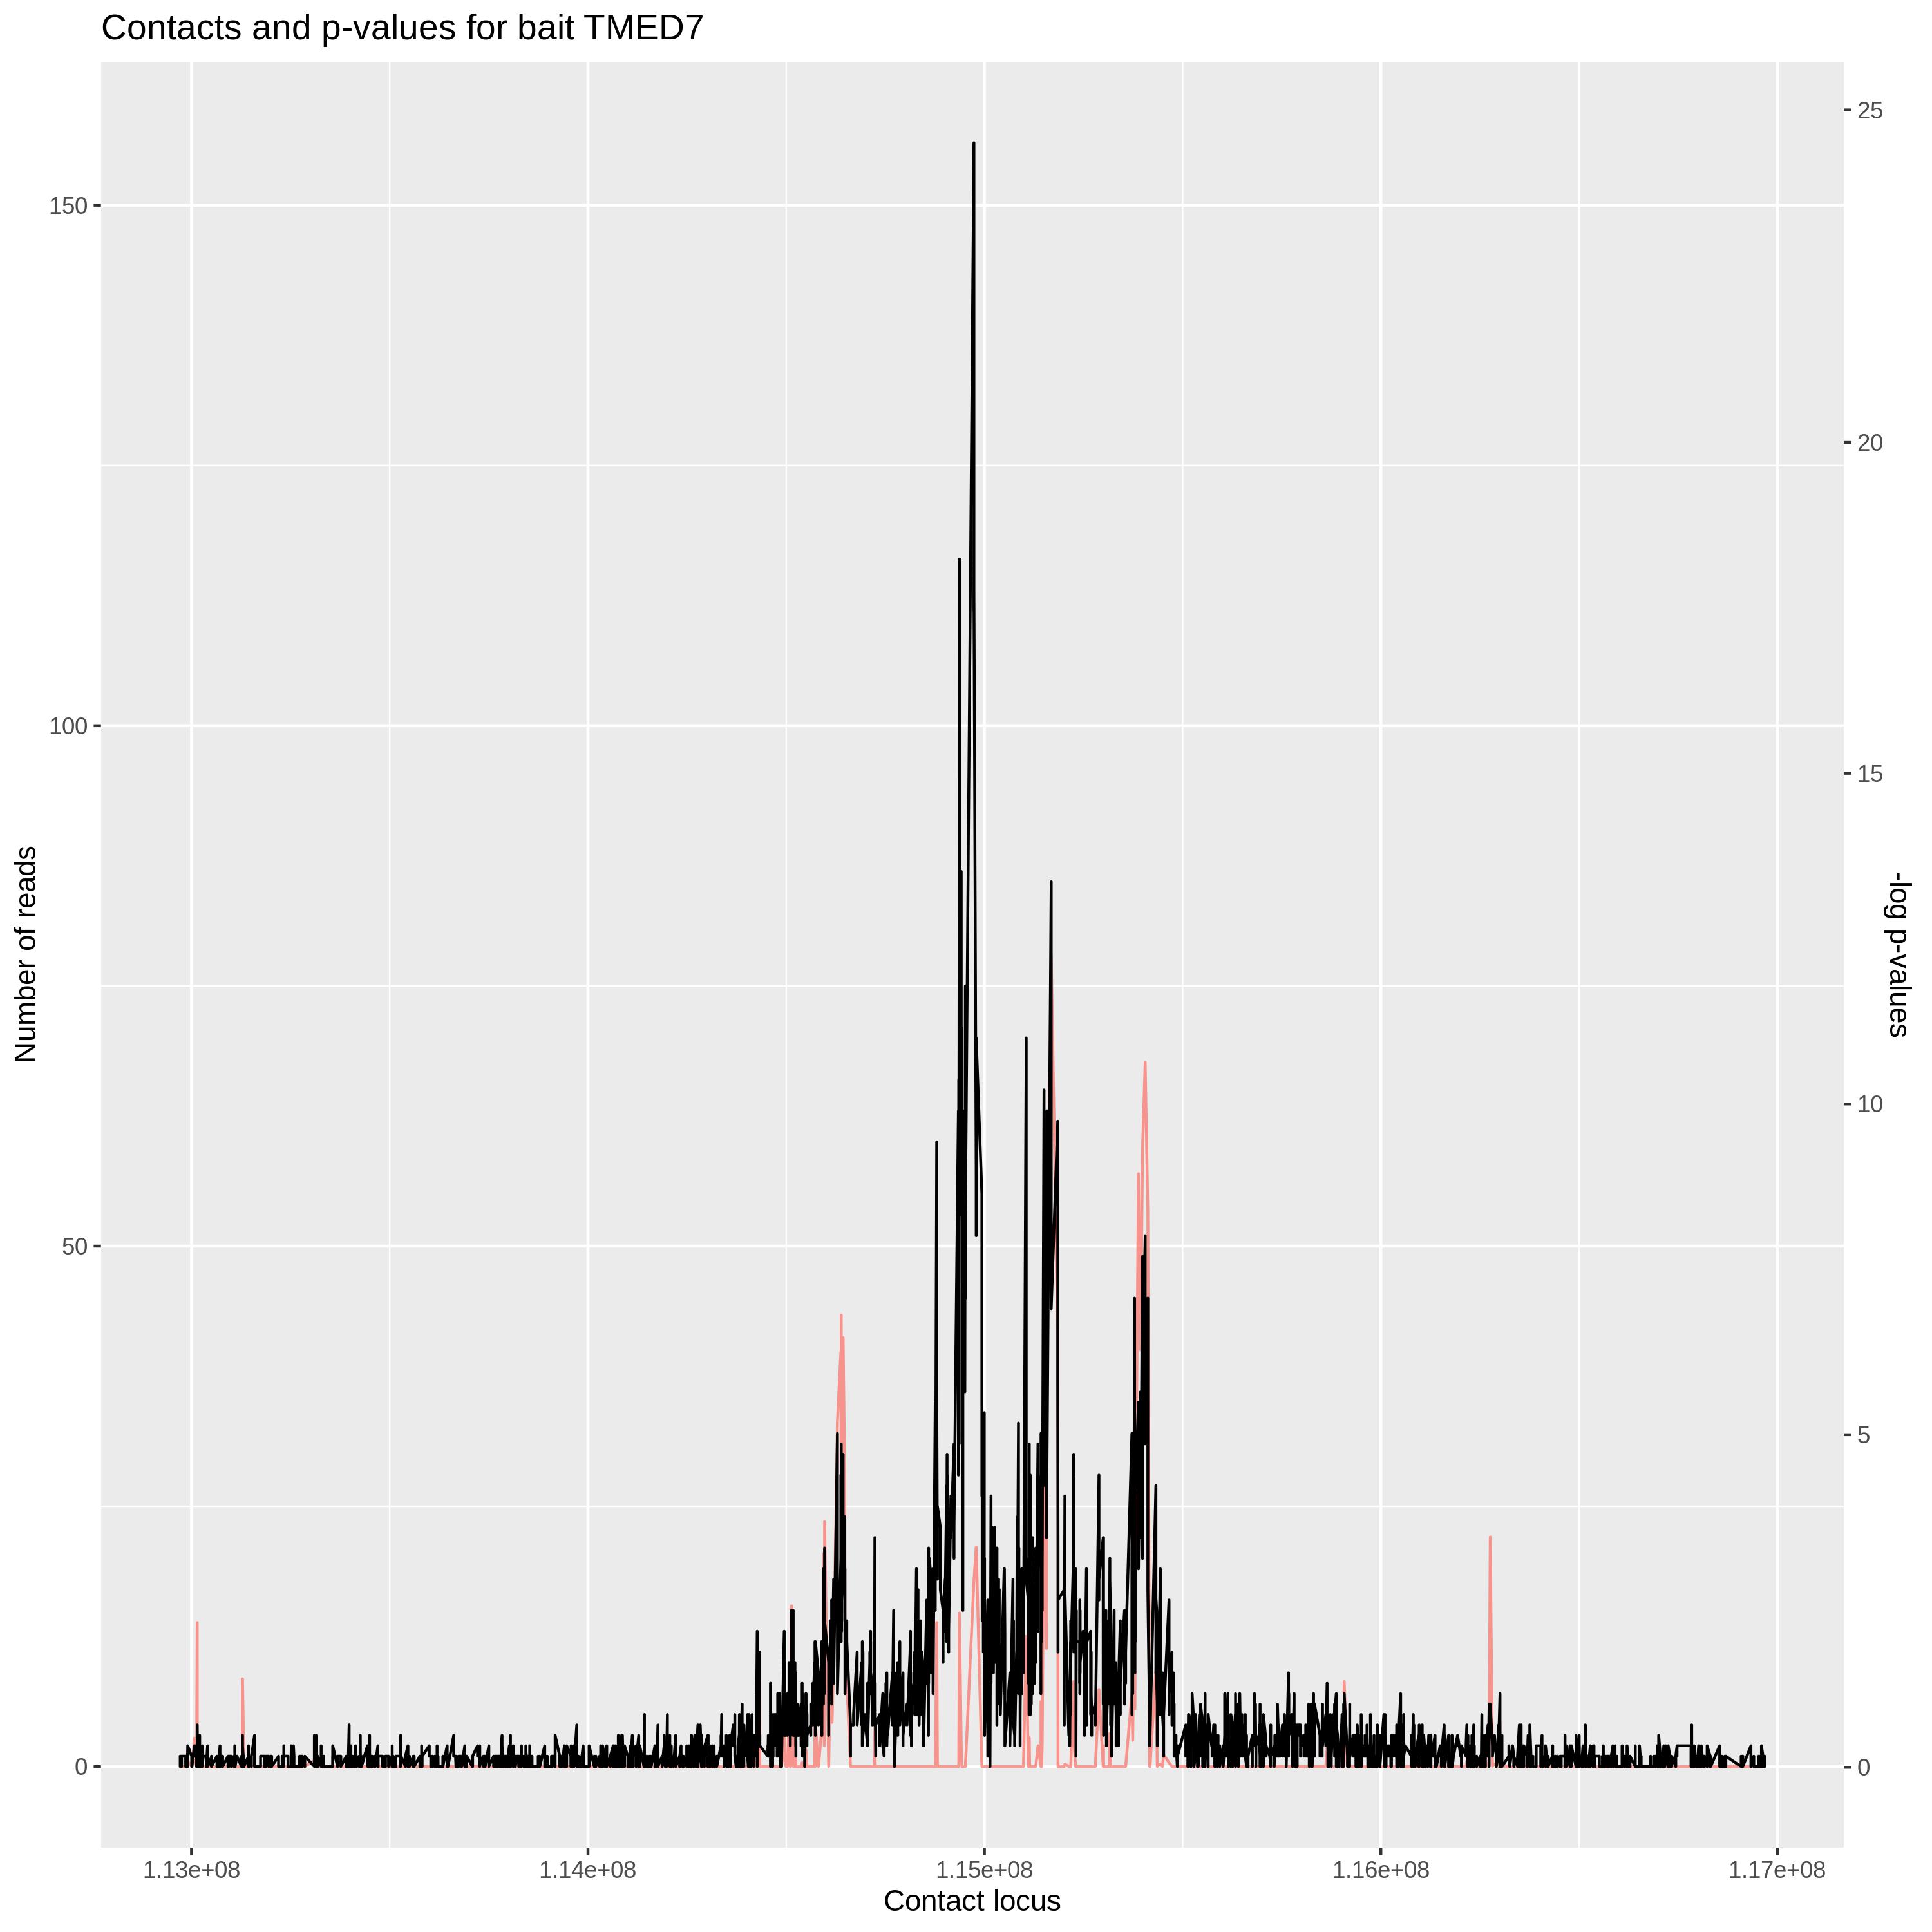 Contacts and p-values for bait TMED7
Number of reads
150
100
50
0
25
20
15
10
5
0
-log p-values
1.13e+08
1.14e+08
1.15e+08
1.16e+08
1.17e+08
Contact locus